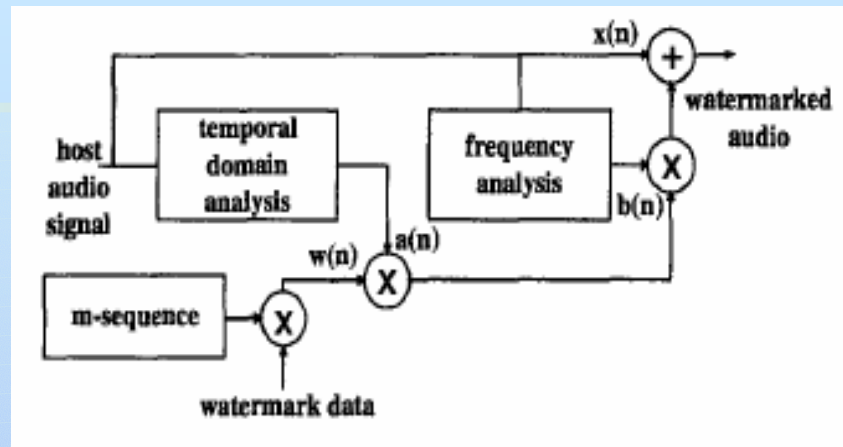 x(n)
+
watermarked
audio
host
audio
signal
temporal
domain
analysis
frequency
analysis
X
b(n)
w(n)
a(n)
X
m-sequence
X
watermark data